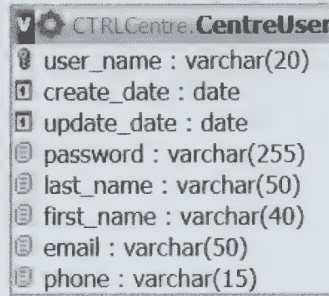 V CTRLCentre.CentreUser
user_name : varchar(20)
create_date : date
update_date : date
password : varchar(255)
last_name : varchar(50)
first_name : varchar(40)
email : varchar(50)
phone : varchar(15)